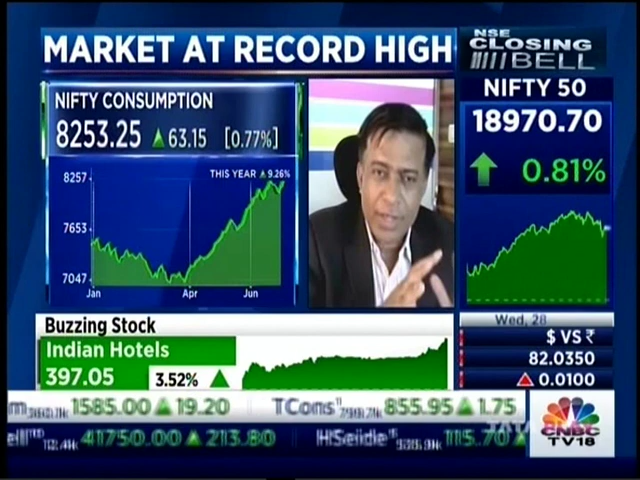 MARKET AT RECORD HIGH
NSE
CLOSING
BELL
NIFTY CONSUMPTION
8253.25 ▲ 63.15 [0.77%]
THIS YEAR ▲ 9.26%
8257
7653
7047
Jan Apr Jun
NIFTY 50
18970.70
0.81%
Wed, 28
$ VS ₹
82.0350
▲ 0.0100
Buzzing Stock
Indian Hotels
397.05 3.52% ▲
1585.00 ▲ 19.20 TCons 855.95 ▲ 1.75
41750.00 ▲ 213.80 HSeidle 1115.70
CNBC
TV18